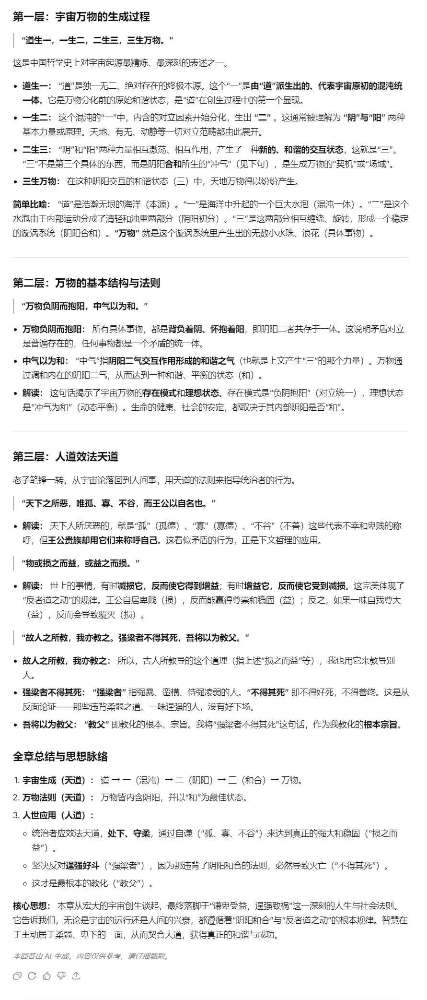 第一层：宇宙万物的生成过程
“道生一，一生二，二生三，三生万物。”
这是中国哲学史上对宇宙起源最精炼、最深刻的表述之一。
• 道生一： “道”是独一无二、绝对存在的终极本源。这个“一”是由“道”派生出的、代表宇宙原初的混沌统
一体。它是万物分化前的原始和谐状态，是“道”在创生过程中的第一个显现。
• 一生二： 这个混沌的“一”中，内含的对立因素开始分化，生出 “二” 。这通常被理解为 “阴”与“阳” 两种
基本力量或原理。天地、有无、动静等一切对立范畴都由此展开。
• 二生三： “阴”和“阳”两种力量相互激荡、相互作用，产生了一种新的、和谐的交互状态，这就是“三”。
“三”不是第三个具体的东西，而是阴阳合和所生的“冲气”（见下句），是生成万物的“契机”或“场域”。
• 三生万物： 在这种阴阳交互的和谐状态（三）中，天地万物得以纷纷产生。
简单比喻： “道”是浩瀚无垠的海洋（本源）。“一”是海洋中升起的一个巨大水泡（混沌一体）。“二”是这个
水泡由于内部运动分成了清轻和浊重两部分（阴阳初分）。“三”是这两部分相互缠绕、旋转，形成一个稳定
的漩涡系统（阴阳合和）。“万物” 就是这个漩涡系统里产生出的无数小水珠、浪花（具体事物）。
第二层：万物的基本结构与法则
“万物负阴而抱阳，中气以为和。”
• 万物负阴而抱阳： 所有具体事物，都是背负着阴、怀抱着阳，即阴阳二者共存于一体。这说明矛盾对立
是普遍存在的，任何事物都是一个矛盾的统一体。
• 中气以为和： “中气”指阴阳二气交互作用形成的和谐之气（也就是上文产生“三”的那个力量）。万物通
过调和内在的阴阳二气，从而达到一种和谐、平衡的状态（和）。
• 解读： 这句话揭示了宇宙万物的存在模式和理想状态。存在模式是“负阴抱阳”（对立统一），理想状态
是“冲气为和”（动态平衡）。生命的健康、社会的安定，都取决于其内部阴阳是否“和”。
第三层：人道效法天道
老子笔锋一转，从宇宙论落回到人间事，用天道的法则来指导统治者的行为。
“天下之所恶，唯孤、寡、不谷，而王公以自名也。”
• 解读： 天下人所厌恶的，就是“孤”（孤德）、“寡”（寡德）、“不谷”（不善）这些代表不幸和卑贱的称
呼，但王公贵族却用它们来称呼自己。这看似矛盾的行为，正是下文哲理的应用。
“物或损之而益，或益之而损。”
• 解读： 世上的事情，有时减损它，反而使它得到增益；有时增益它，反而使它受到减损。这完美体现了
“反者道之动”的规律。王公自居卑贱（损），反而能赢得尊崇和稳固（益）；反之，如果一味自我尊大
（益），反而会导致覆灭（损）。
“故人之所教，我亦教之。强梁者不得其死，吾将以为教父。”
• 故人之所教，我亦教之： 所以，古人所教导的这个道理（指上述“损之而益”等），我也用它来教导别
人。
• 强梁者不得其死： “强梁者” 指强暴、蛮横、恃强凌弱的人。“不得其死” 即不得好死，不得善终。这是从
反面论证——那些违背柔弱之道、一味逞强的人，没有好下场。
• 吾将以为教父： “教父” 即教化的根本、宗旨。我将“强梁者不得其死”这句话，作为我教化的根本宗旨。
全章总结与思想脉络
1. 宇宙生成（天道）： 道 → 一（混沌）→ 二（阴阳）→ 三（和合）→ 万物。
2. 万物法则（天道）： 万物皆内含阴阳，并以“和”为最佳状态。
3. 人世应用（人道）：
◦ 统治者应效法天道，处下、守柔，通过自谦（“孤、寡、不谷”）来达到真正的强大和稳固（“损之而
益”）。
◦ 坚决反对逞强好斗（“强梁者”），因为那违背了阴阳和合的法则，必然导致灭亡（“不得其死”）。
◦ 这才是最根本的教化（“教父”）。
核心思想： 本章从宏大的宇宙创生谈起，最终落脚于“谦卑受益，逞强致祸”这一深刻的人生与社会法则。
它告诉我们，无论是宇宙的运行还是人间的兴衰，都遵循着“阴阳和合”与“反者道之动”的根本规律。智慧在
于主动居于柔弱、卑下的一面，从而契合大道，获得真正的和谐与成功。
本回答由 AI 生成，内容仅供参考，请仔细甄别。